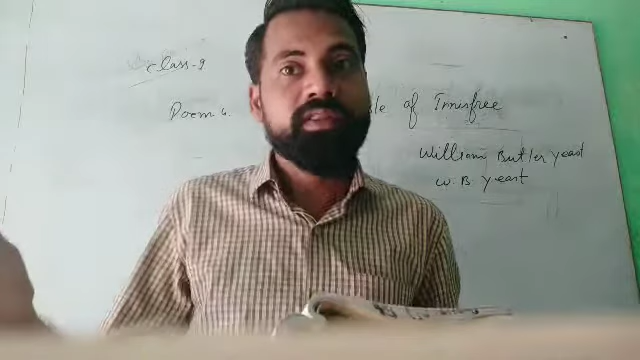 Class-9
Poem 4. le of Innisfree
William Butler yeast
W. B yeast